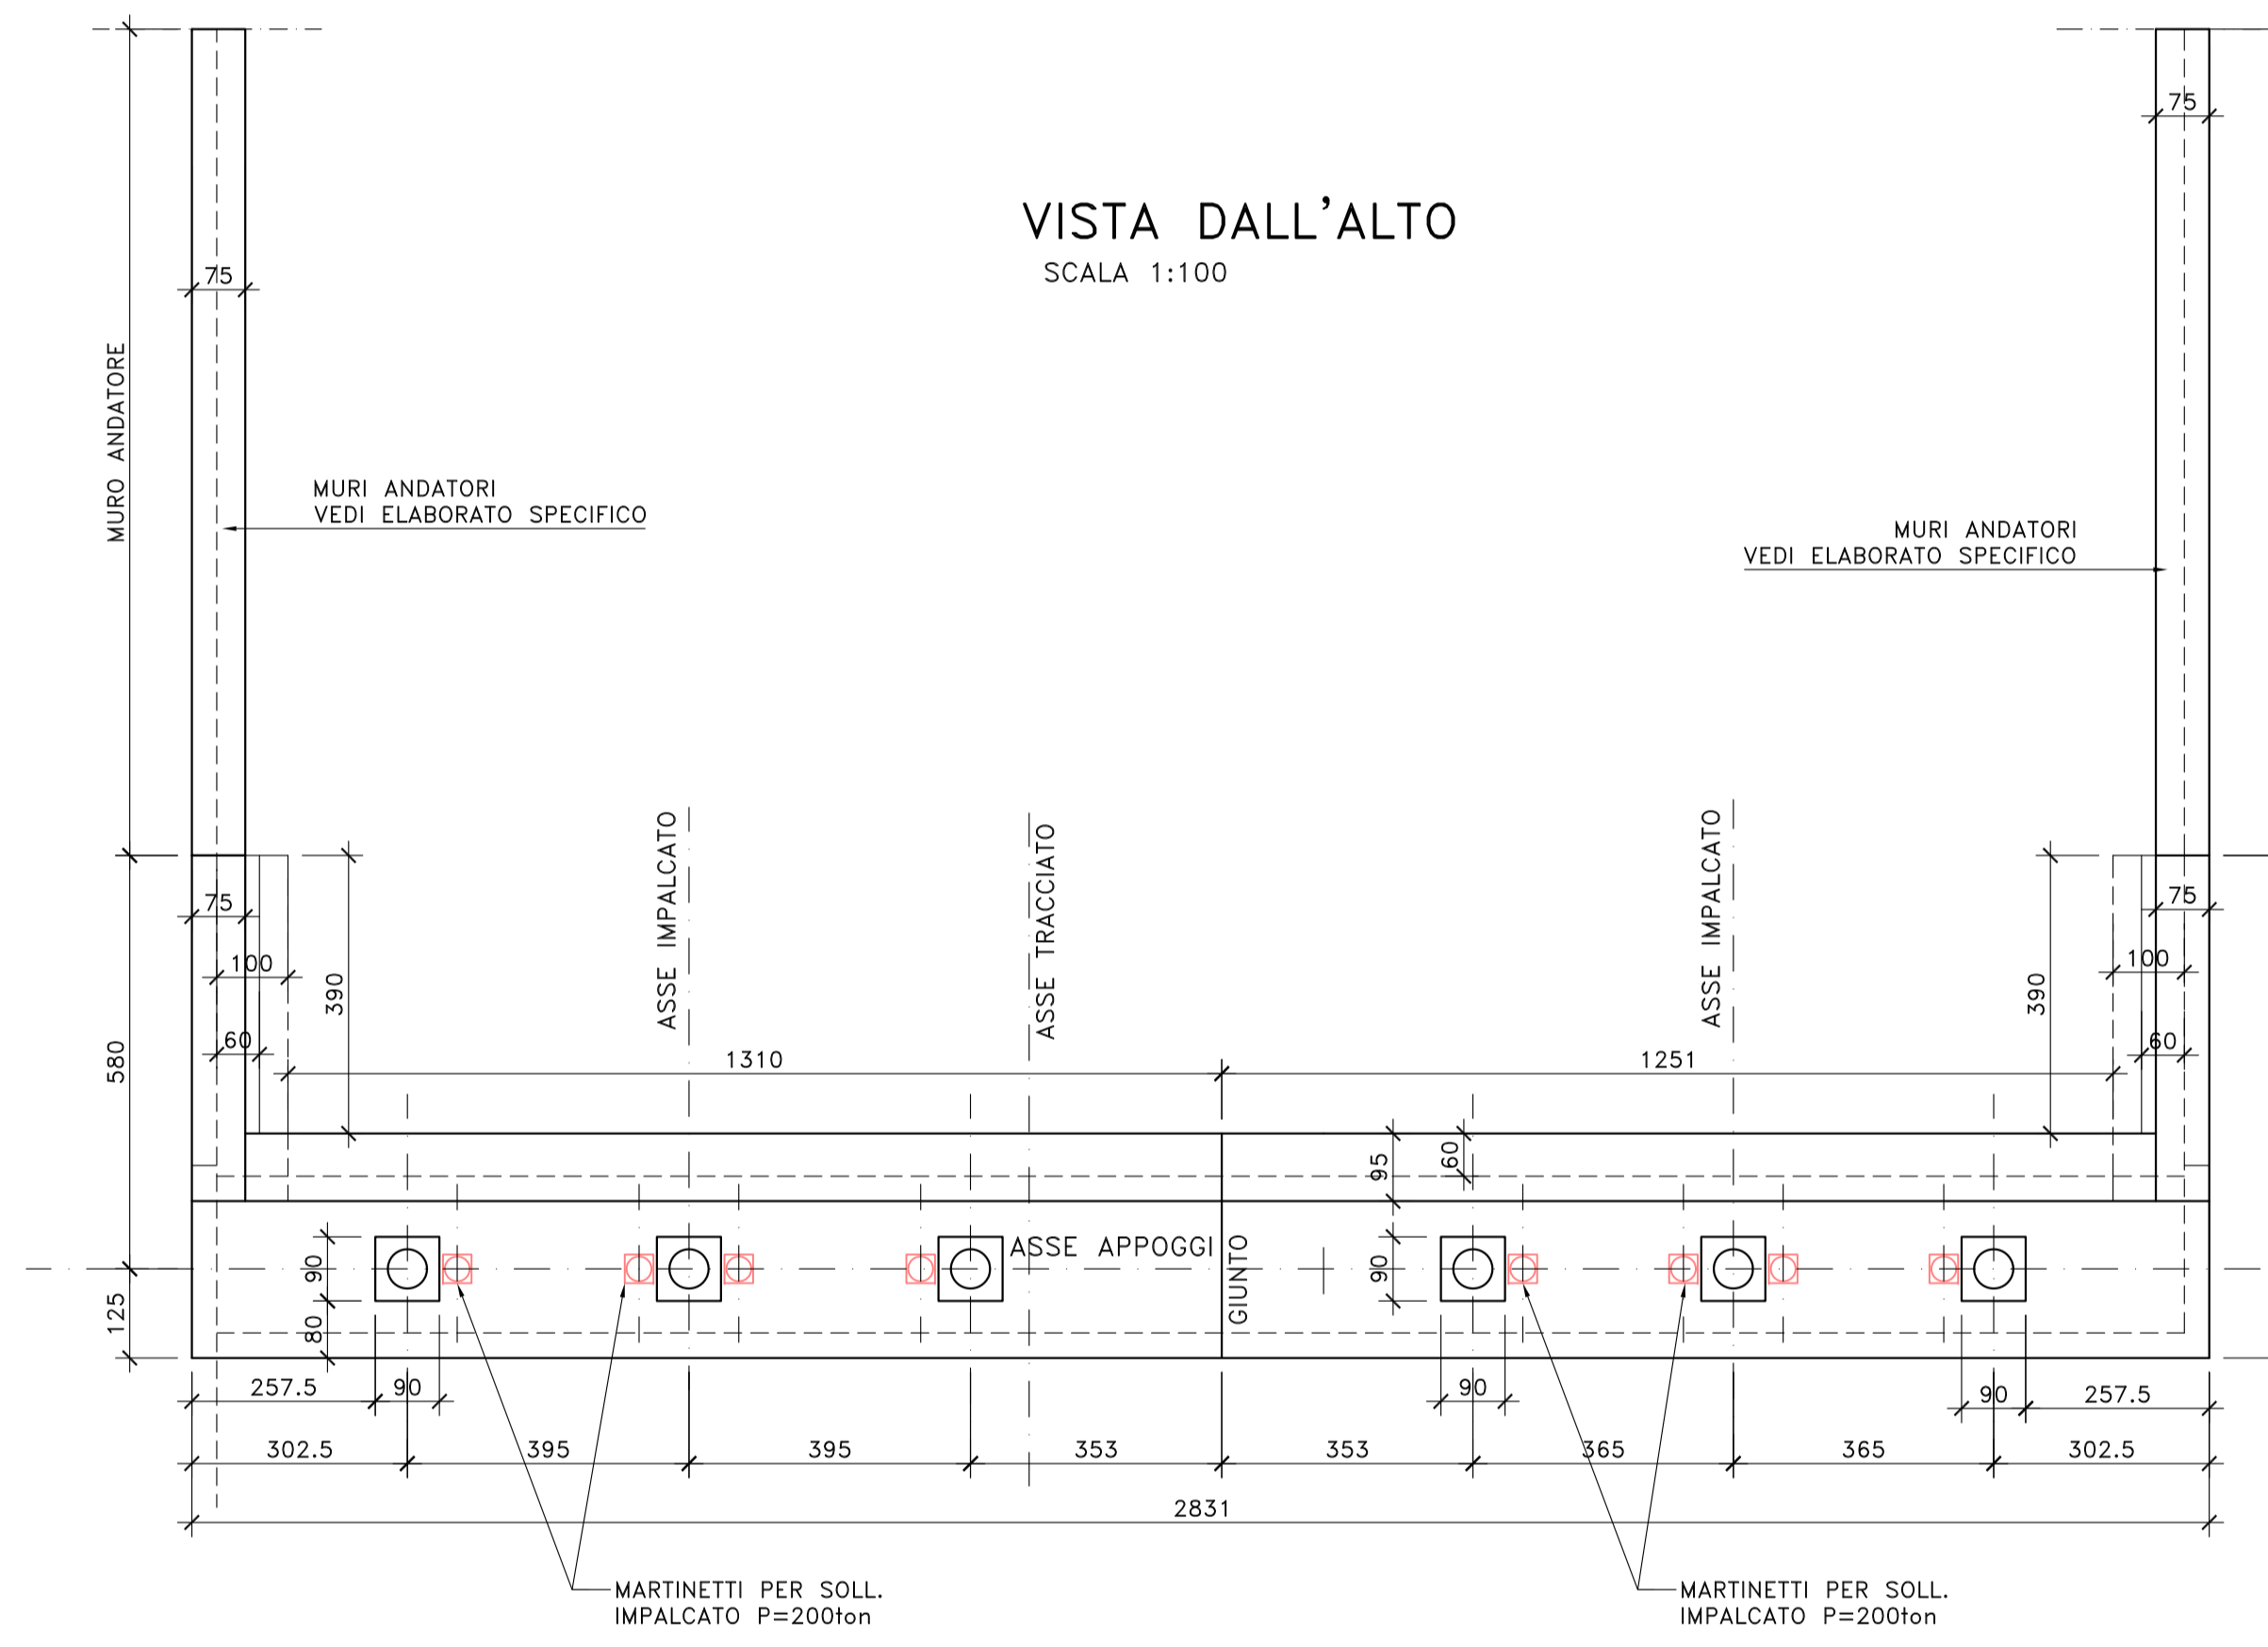 75
VISTA DALL'ALTO
SCALA 1:100
75
MURO ANDATORE
MURI ANDATORI
VEDI ELABORATO SPECIFICO
MURI ANDATORI
VEDI ELABORATO SPECIFICO
ASSE IMPALCATO
ASSE TRACCIATO
ASSE IMPALCATO
75
75
100
100
390
390
60
60
580
1310
1251
95
60
ASSE APPOGGI
GIUNTO
90
90
125
80
257.5
90
90
90
257.5
302.5
395
395
353
353
365
365
302.5
2831
MARTINETTI PER SOLL.
IMPALCATO P=200ton
MARTINETTI PER SOLL.
IMPALCATO P=200ton